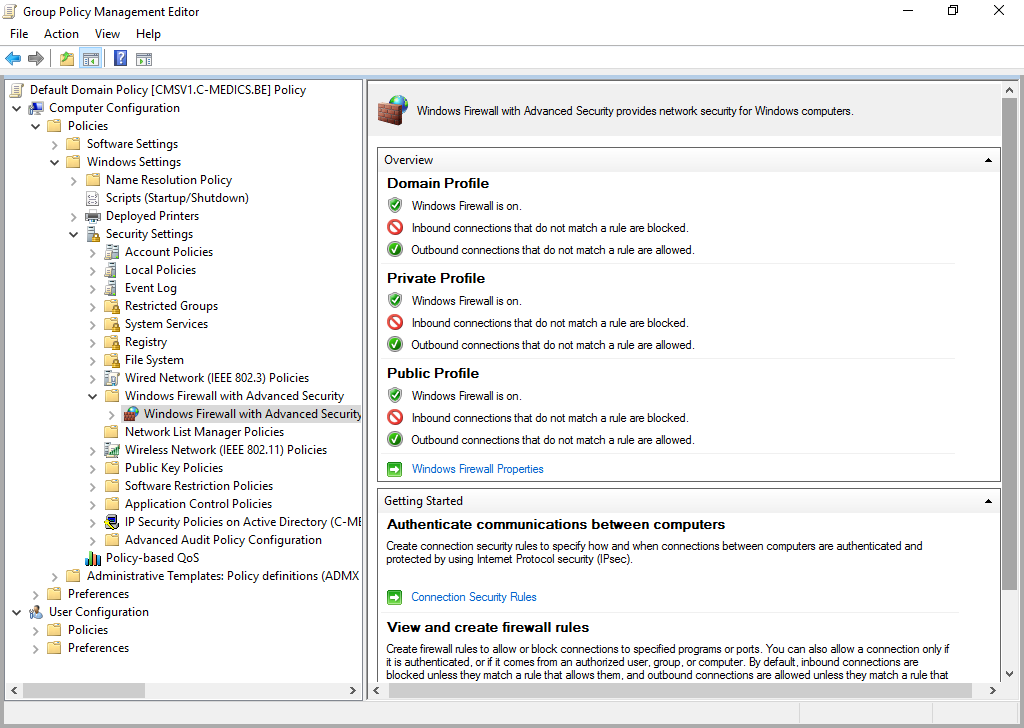 Group Policy Management Editor
File Action View Help
Default Domain Policy [CMSV1.C-MEDICS.BE] Policy
Computer Configuration
Policies
Software Settings
Windows Settings
Name Resolution Policy
Scripts (Startup/Shutdown)
Deployed Printers
Security Settings
Account Policies
Local Policies
Event Log
Restricted Groups
System Services
Registry
File System
Wired Network (IEEE 802.3) Policies
Windows Firewall with Advanced Security
Windows Firewall with Advanced Security
Network List Manager Policies
Wireless Network (IEEE 802.11) Policies
Public Key Policies
Software Restriction Policies
Application Control Policies
IP Security Policies on Active Directory (C-ME
Advanced Audit Policy Configuration
Policy-based QoS
Administrative Templates: Policy definitions (ADMX
Preferences
User Configuration
Policies
Preferences
Windows Firewall with Advanced Security provides network security for Windows computers.
Overview
Domain Profile
Windows Firewall is on.
Inbound connections that do not match a rule are blocked.
Outbound connections that do not match a rule are allowed.
Private Profile
Windows Firewall is on.
Inbound connections that do not match a rule are blocked.
Outbound connections that do not match a rule are allowed.
Public Profile
Windows Firewall is on.
Inbound connections that do not match a rule are blocked.
Outbound connections that do not match a rule are allowed.
Windows Firewall Properties
Getting Started
Authenticate communications between computers
Create connection security rules to specify how and when connections between computers are authenticated and
protected by using Internet Protocol security (IPsec).
Connection Security Rules
View and create firewall rules
Create firewall rules to allow or block connections to specified programs or ports. You can also allow a connection only if
it is authenticated, or if it comes from an authorized user, group, or computer. By default, inbound connections are
blocked unless they match a rule that allows them, and outbound connections are allowed unless they match a rule that